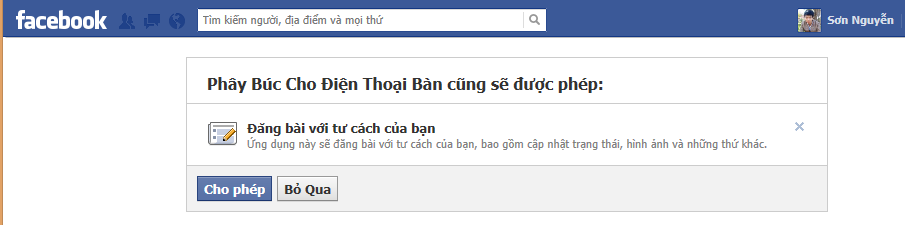 facebook
Tìm kiếm người, địa điểm và mọi thứ
Sơn Nguyễn
Phây Búc Cho Điện Thoại Bàn cũng sẽ được phép:
Đăng bài với tư cách của bạn
Ứng dụng này sẽ đăng bài với tư cách của bạn, bao gồm cập nhật trạng thái, hình ảnh và những thứ khác.
Cho phép
Bỏ Qua